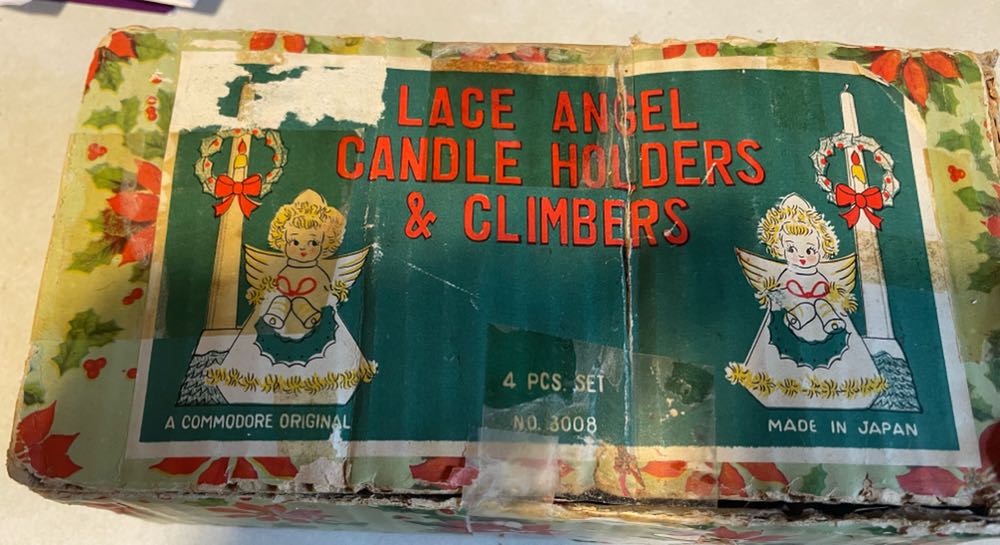 LACE ANGEL
CANDLE HOLDERS
& CLIMBERS
4 PCS. SET
NO. 3008
A COMMODORE ORIGINAL
MADE IN JAPAN